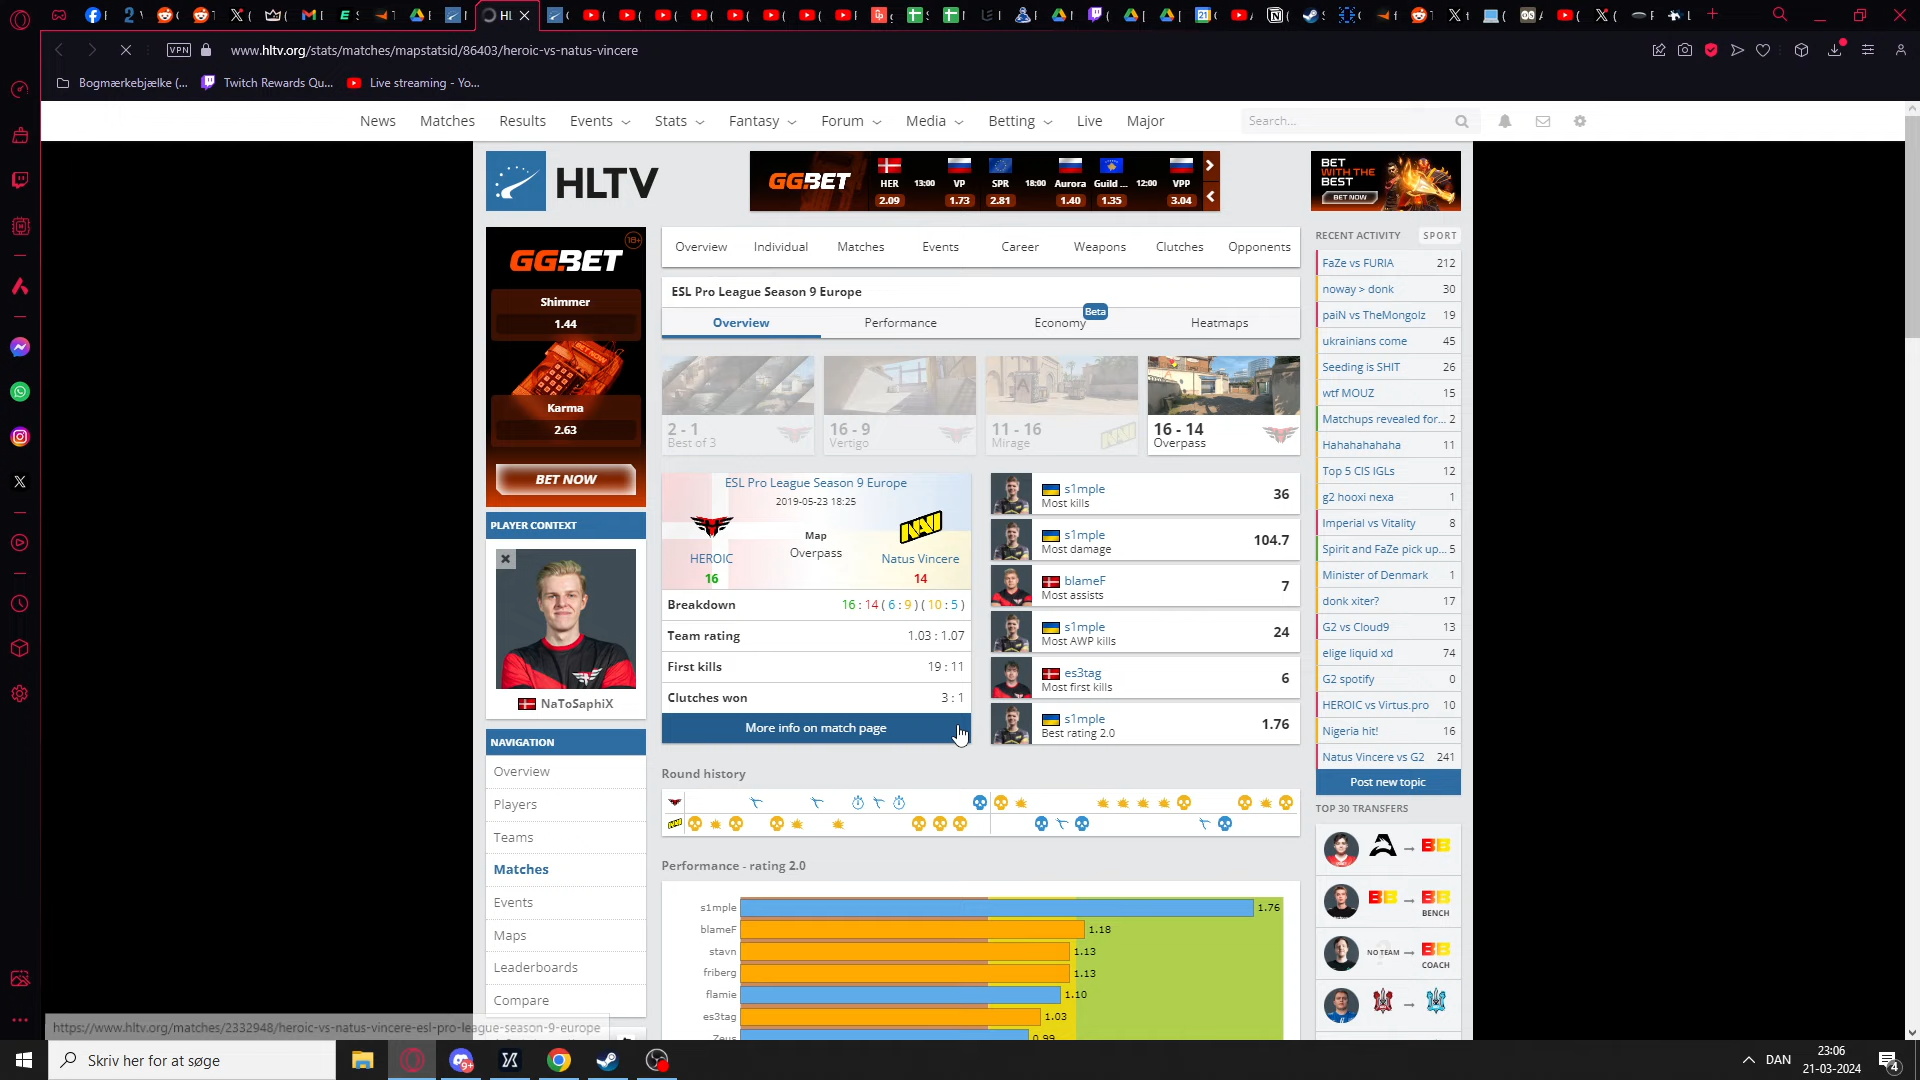 www.hltv.org/stats/matches/mapstatsid/86403/heroic-vs-natus-vincere
VPN
Bogmærkebjælke (...
Twitch Rewards Qu...
Live streaming - Yo...
News Matches Results Events Stats Fantasy Forum Media Betting Live Major
Search...
HLTV
GG.BET
HER 13:00 VP SPR 18:00 Aurora Guild ... 12:00 VPP
2.09 1.73 2.81 1.40 1.35 3.04
BET WITH THE BEST
BET NOW
GG.BET
18+
Shimmer
1.44
Karma
2.63
BET NOW
PLAYER CONTEXT
NaToSaphiX
NAVIGATION
Overview
Players
Teams
Matches
Events
Maps
Leaderboards
Compare
Overview Individual Matches Events Career Weapons Clutches Opponents
ESL Pro League Season 9 Europe
Overview Performance Economy Beta Heatmaps
2 - 1
Best of 3
16 - 9
Vertigo
11 - 16
Mirage
16 - 14
Overpass
ESL Pro League Season 9 Europe
2019-05-23 18:25
Map
Overpass
HEROIC
16
NAVI
Natus Vincere
14
Breakdown 16 : 14 ( 6 : 9 ) ( 10 : 5 )
Team rating 1.03 : 1.07
First kills 19 : 11
Clutches won 3 : 1
More info on match page
s1mple
Most kills
36
s1mple
Most damage
104.7
blameF
Most assists
7
s1mple
Most AWP kills
24
es3tag
Most first kills
6
s1mple
Best rating 2.0
1.76
Round history
Performance - rating 2.0
s1mple 1.76
blameF 1.18
stavn 1.13
friberg 1.13
flamie 1.10
es3tag 1.03
Zeus 0.99
RECENT ACTIVITY SPORT
FaZe vs FURIA 212
noway > donk 30
paiN vs TheMongolz 19
ukrainians come 45
Seeding is SHIT 26
wtf MOUZ 15
Matchups revealed for... 2
Hahahahahaha 11
Top 5 CIS IGLs 12
g2 hooxi nexa 1
Imperial vs Vitality 8
Spirit and FaZe pick up... 5
Minister of Denmark 1
donk xiter? 17
G2 vs Cloud9 13
elige liquid xd 74
G2 spotify 0
HEROIC vs Virtus.pro 10
Nigeria hit! 16
Natus Vincere vs G2 241
Post new topic
TOP 30 TRANSFERS
BENCH
NO TEAM
COACH
https://www.hltv.org/matches/2332948/heroic-vs-natus-vincere-esl-pro-league-season-9-europe
Skriv her for at søge
DAN
23:06
21-03-2024
4